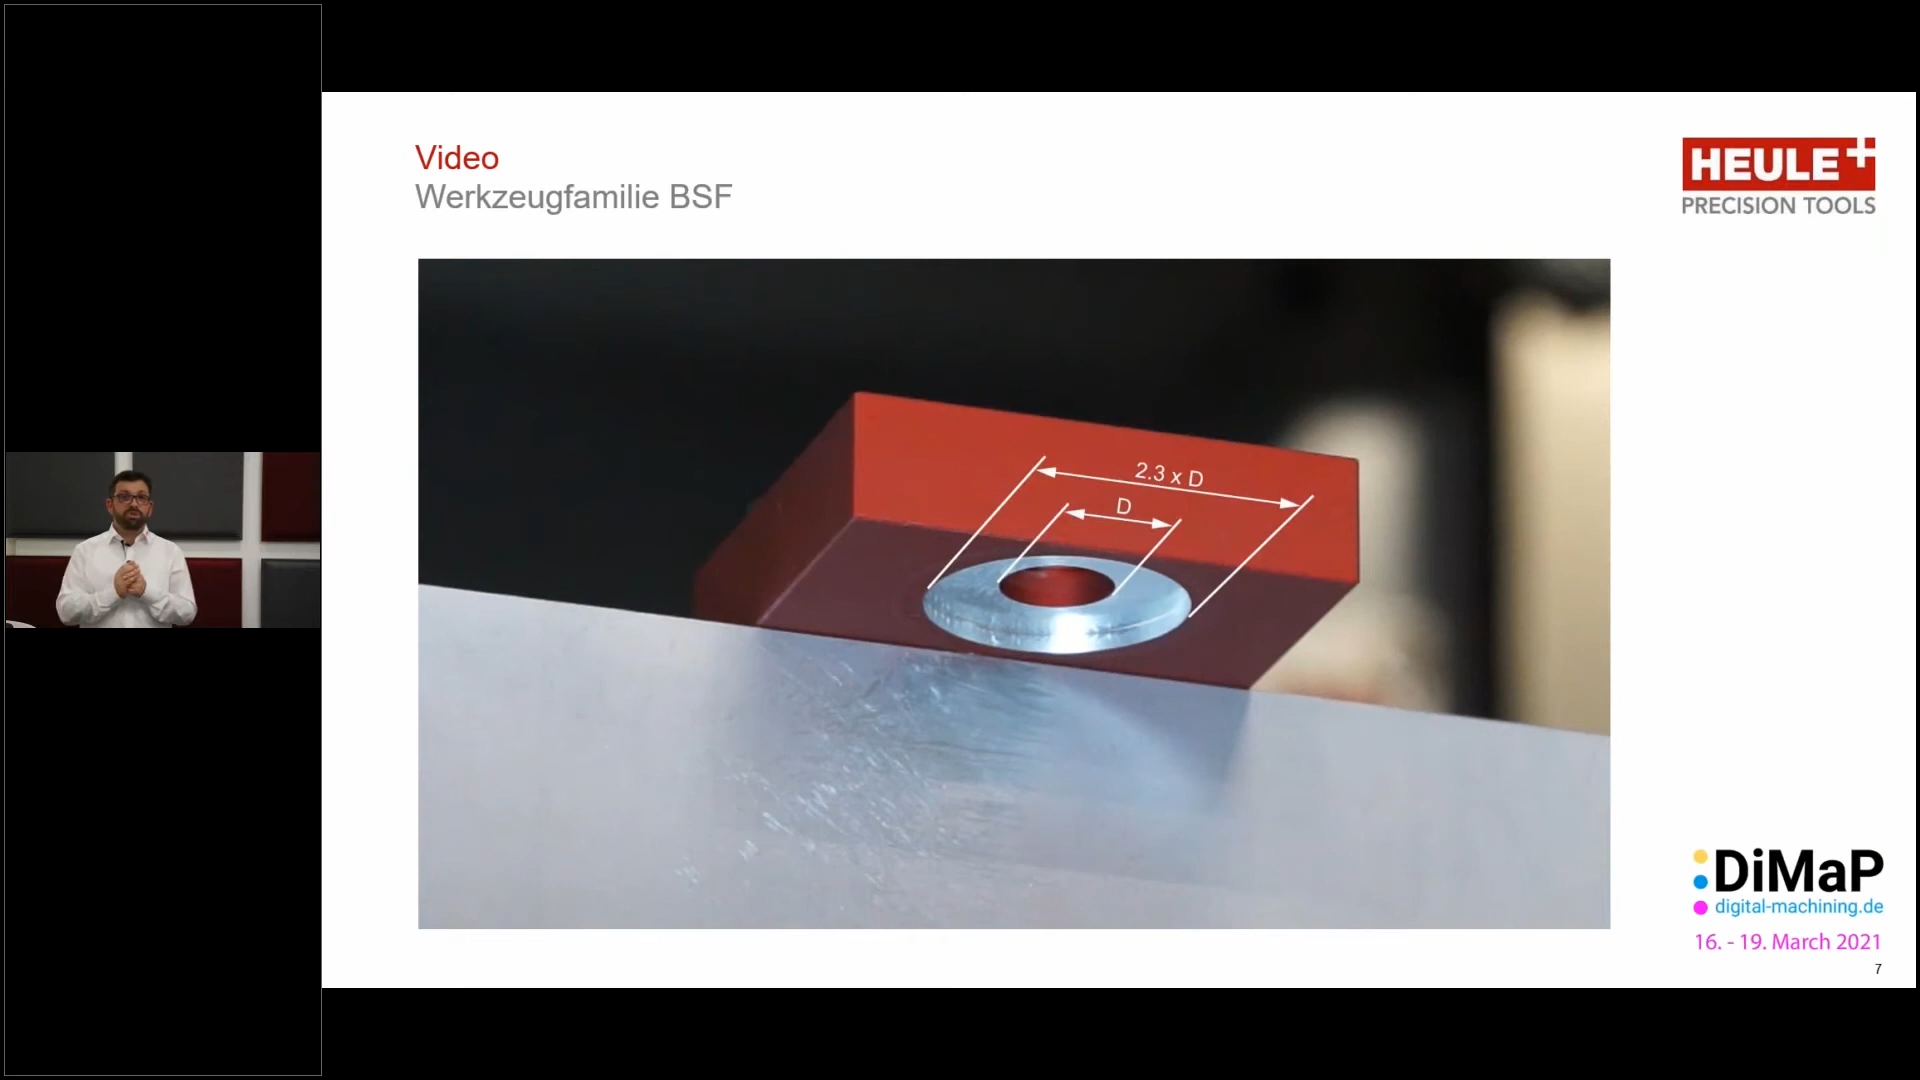 Video
Werkzeugfamilie BSF
HEULE
PRECISION TOOLS
2.3 x D
D
DiMaP
digital-machining.de
16. - 19. March 2021
7